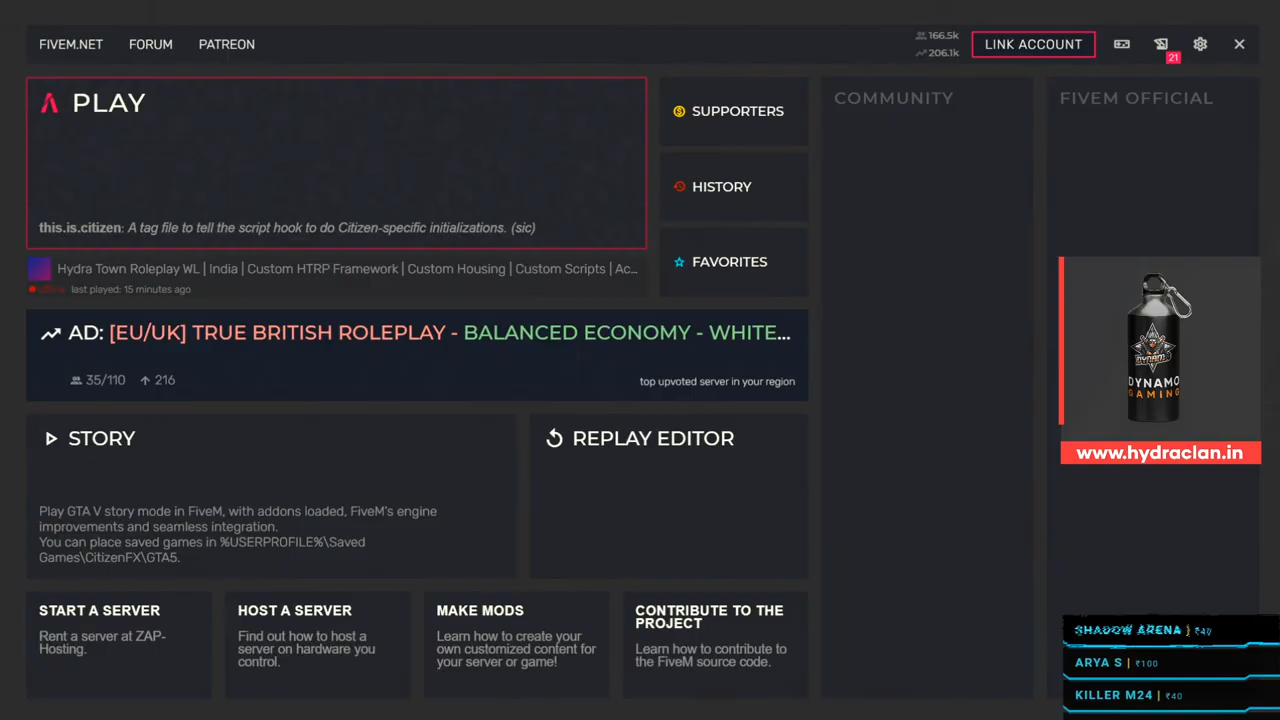 FIVEM.NET FORUM PATREON
166.5k
206.1k
LINK ACCOUNT
21
PLAY
this.is.citizen: A tag file to tell the script hook to do Citizen-specific initializations. (sic)
Hydra Town Roleplay WL | India | Custom HTRP Framework | Custom Housing | Custom Scripts | Ac...
last played: 15 minutes ago
SUPPORTERS
HISTORY
FAVORITES
COMMUNITY
FIVEM OFFICIAL
AD: [EU/UK] TRUE BRITISH ROLEPLAY - BALANCED ECONOMY - WHITE...
35/110 216
top upvoted server in your region
STORY
Play GTA V story mode in FiveM, with addons loaded, FiveM's engine
improvements and seamless integration.
You can place saved games in %USERPROFILE%\Saved
Games\CitizenFX\GTA5.
REPLAY EDITOR
START A SERVER
Rent a server at ZAP-
Hosting.
HOST A SERVER
Find out how to host a
server on hardware you
control.
MAKE MODS
Learn how to create your
own customized content for
your server or game!
CONTRIBUTE TO THE
PROJECT
Learn how to contribute to
the FiveM source code.
DYNAMO
GAMING
www.hydraclan.in
SHADOW ARENA | ₹40
ARYA S | ₹100
KILLER M24 | ₹40